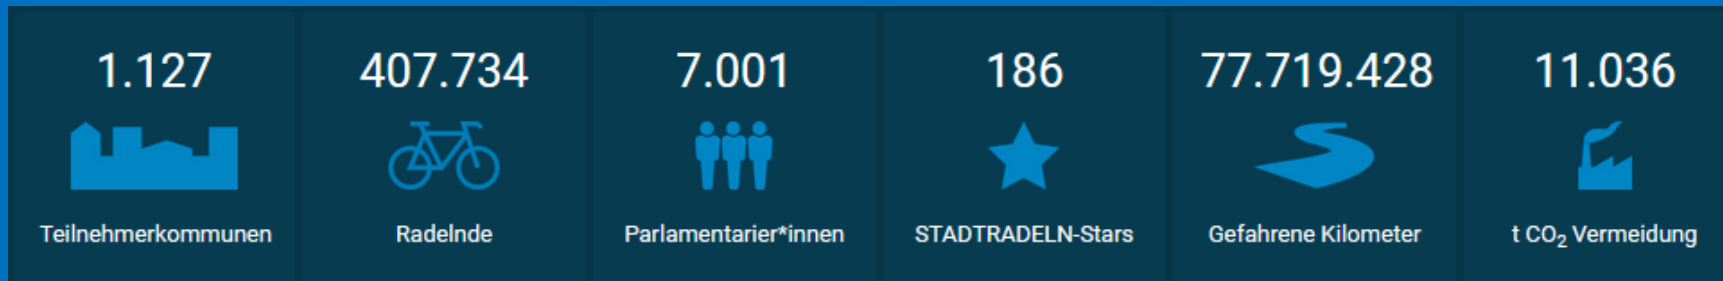 1.127 407.734 7.001 186 77.719.428 11.036
Teilnehmerkommunen Radelnde Parlamentarier*innen STADTRADELN-Stars Gefahrene Kilometer t CO₂ Vermeidung